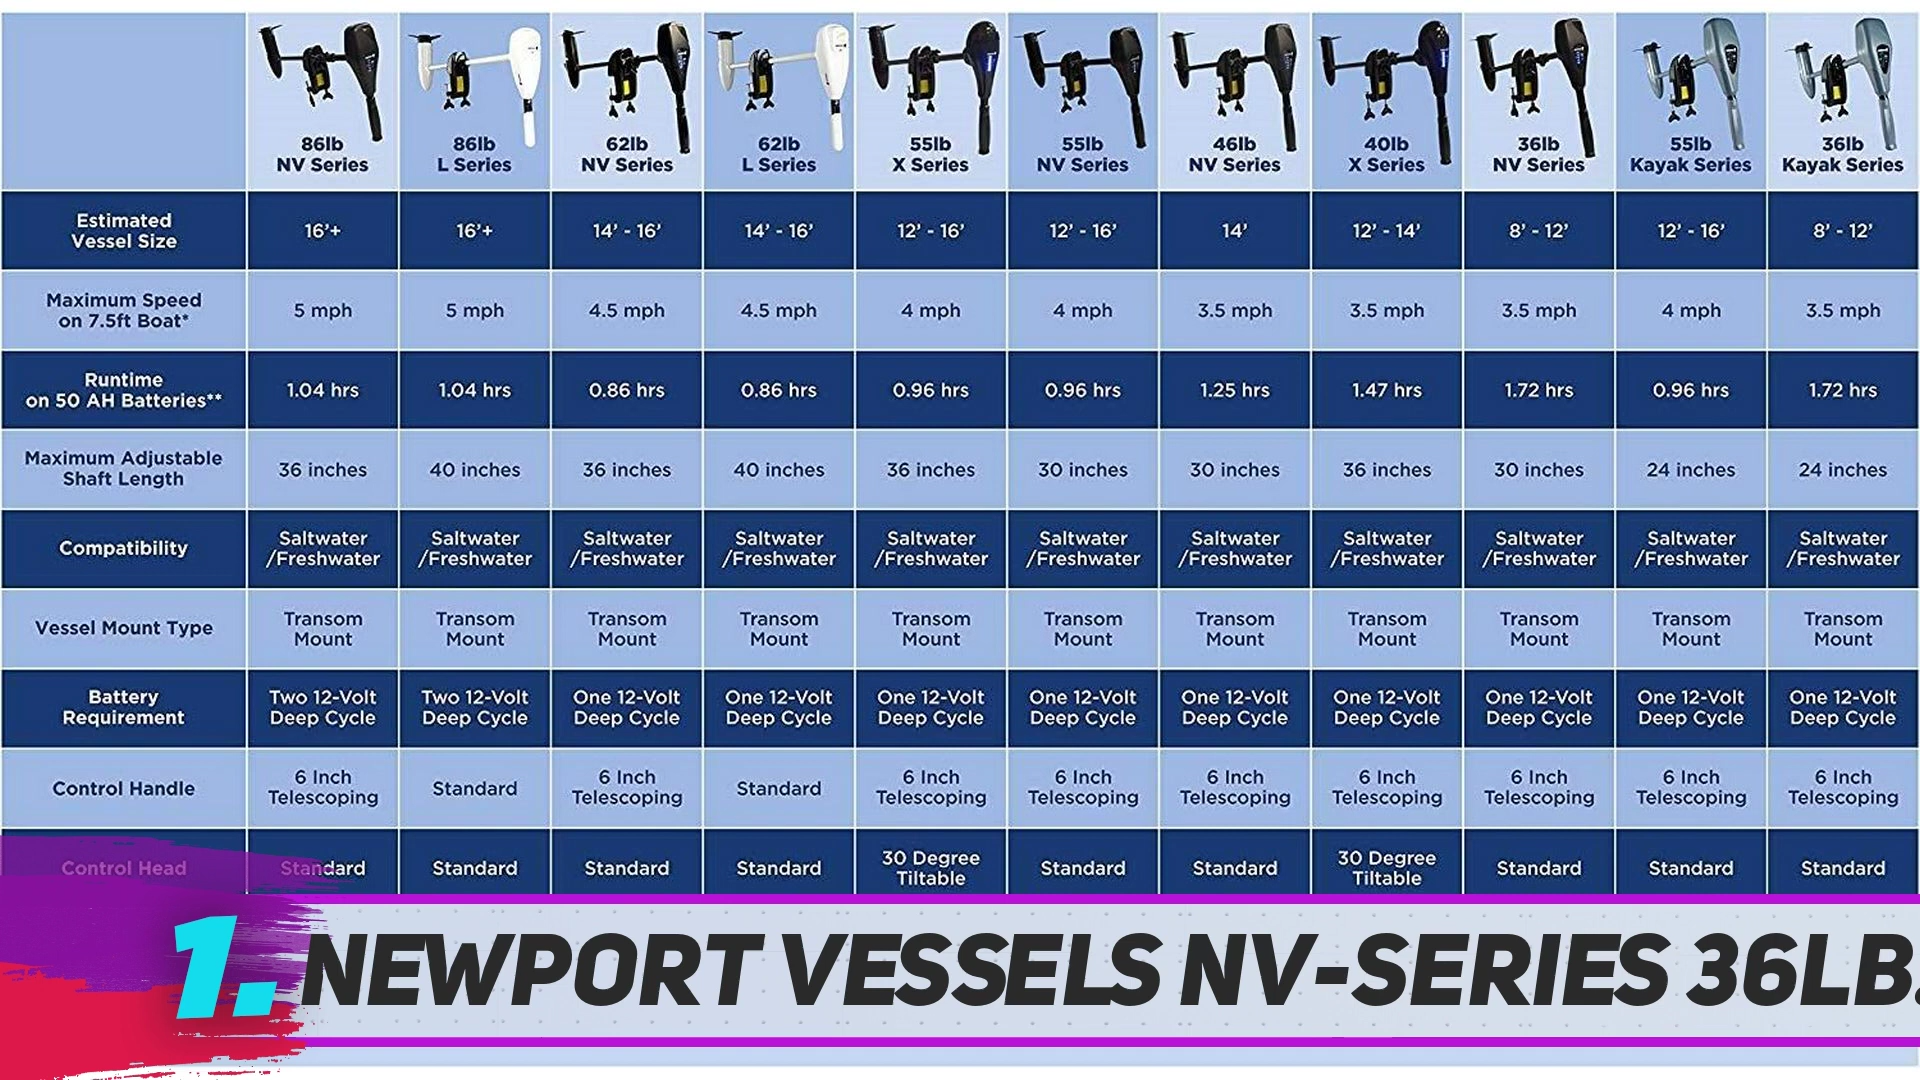 86lb NV Series 86lb L Series 62lb NV Series 62lb L Series 55lb X Series 55lb NV Series 46lb NV Series 40lb X Series 36lb NV Series 55lb Kayak Series 36lb Kayak Series
Estimated Vessel Size 16’+ 16’+ 14’ - 16’ 14’ - 16’ 12’ - 16’ 12’ - 16’ 14’ 12’ - 14’ 8’ - 12’ 12’ - 16’ 8’ - 12’
Maximum Speed on 7.5ft Boat* 5 mph 5 mph 4.5 mph 4.5 mph 4 mph 4 mph 3.5 mph 3.5 mph 3.5 mph 4 mph 3.5 mph
Runtime on 50 AH Batteries** 1.04 hrs 1.04 hrs 0.86 hrs 0.86 hrs 0.96 hrs 0.96 hrs 1.25 hrs 1.47 hrs 1.72 hrs 0.96 hrs 1.72 hrs
Maximum Adjustable Shaft Length 36 inches 40 inches 36 inches 40 inches 36 inches 30 inches 30 inches 36 inches 30 inches 24 inches 24 inches
Compatibility Saltwater /Freshwater Saltwater /Freshwater Saltwater /Freshwater Saltwater /Freshwater Saltwater /Freshwater Saltwater /Freshwater Saltwater /Freshwater Saltwater /Freshwater Saltwater /Freshwater Saltwater /Freshwater Saltwater /Freshwater
Vessel Mount Type Transom Mount Transom Mount Transom Mount Transom Mount Transom Mount Transom Mount Transom Mount Transom Mount Transom Mount Transom Mount Transom Mount
Battery Requirement Two 12-Volt Deep Cycle Two 12-Volt Deep Cycle One 12-Volt Deep Cycle One 12-Volt Deep Cycle One 12-Volt Deep Cycle One 12-Volt Deep Cycle One 12-Volt Deep Cycle One 12-Volt Deep Cycle One 12-Volt Deep Cycle One 12-Volt Deep Cycle One 12-Volt Deep Cycle
Control Handle 6 Inch Telescoping Standard 6 Inch Telescoping Standard 6 Inch Telescoping 6 Inch Telescoping 6 Inch Telescoping 6 Inch Telescoping 6 Inch Telescoping 6 Inch Telescoping 6 Inch Telescoping
Control Head Standard Standard Standard Standard 30 Degree Tiltable Standard Standard 30 Degree Tiltable Standard Standard Standard
1. NEWPORT VESSELS NV-SERIES 36LB.